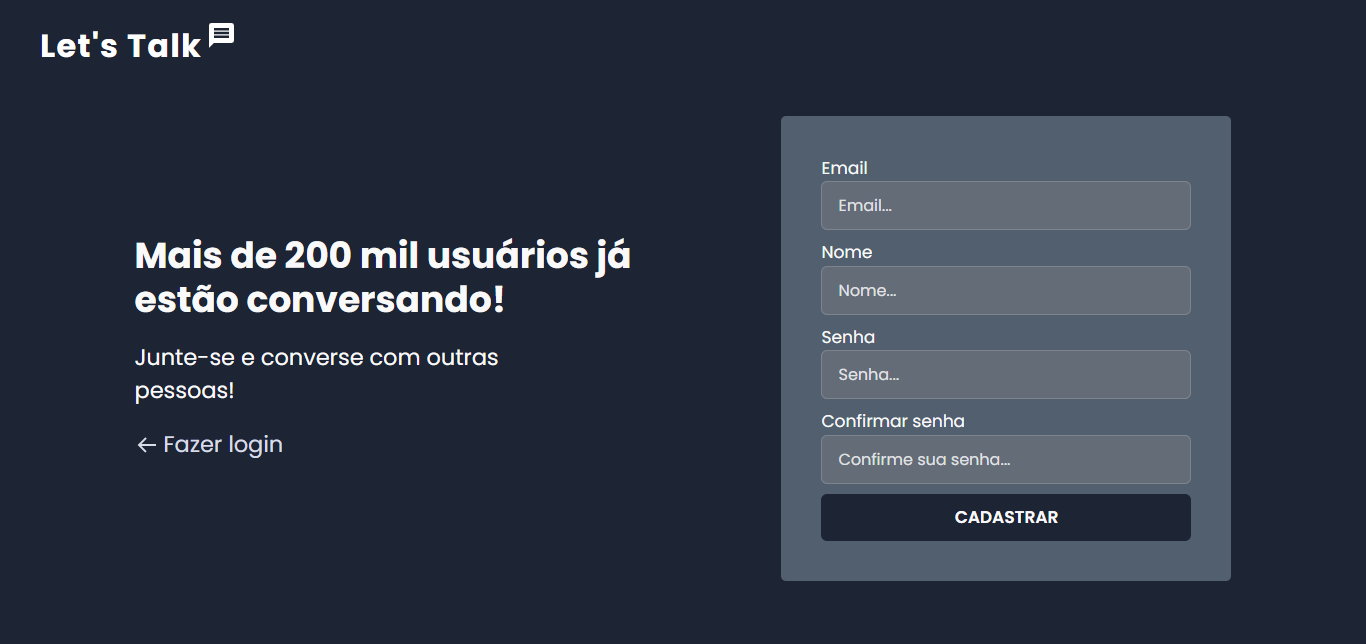 Let's Talk
Mais de 200 mil usuários já
estão conversando!
Junte-se e converse com outras
pessoas!
← Fazer login
Email
Email...
Nome
Nome...
Senha
Senha...
Confirmar senha
Confirme sua senha...
CADASTRAR